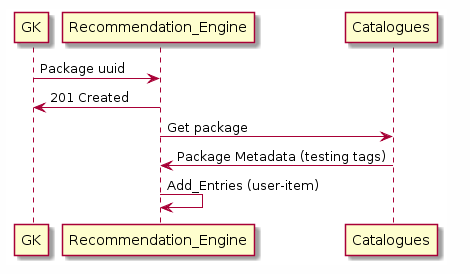 GK Recommendation_Engine Catalogues
Package uuid
201 Created
Get package
Package Metadata (testing tags)
Add_Entries (user-item)
GK Recommendation_Engine Catalogues